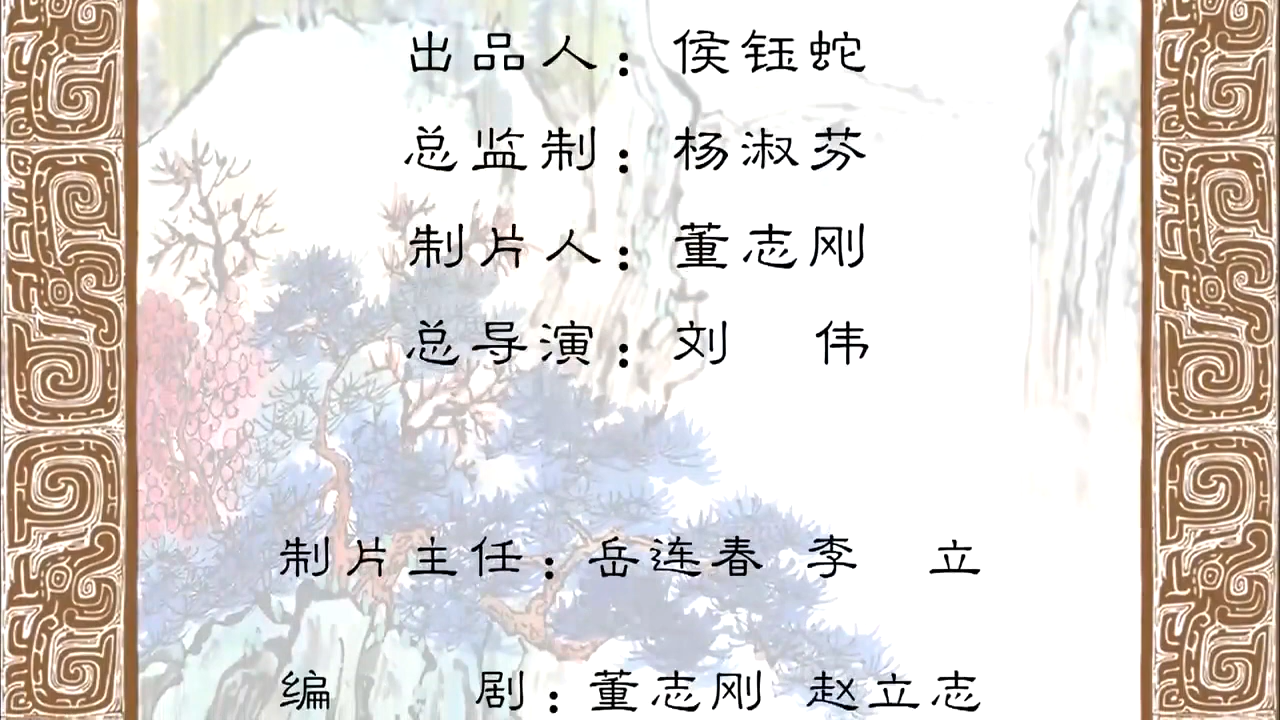 出品人：侯钰蛇
总监制：杨淑芬
制片人：董志刚
总导演：刘　伟
制片主任：岳连春 李　立
编　　剧：董志刚 赵立志